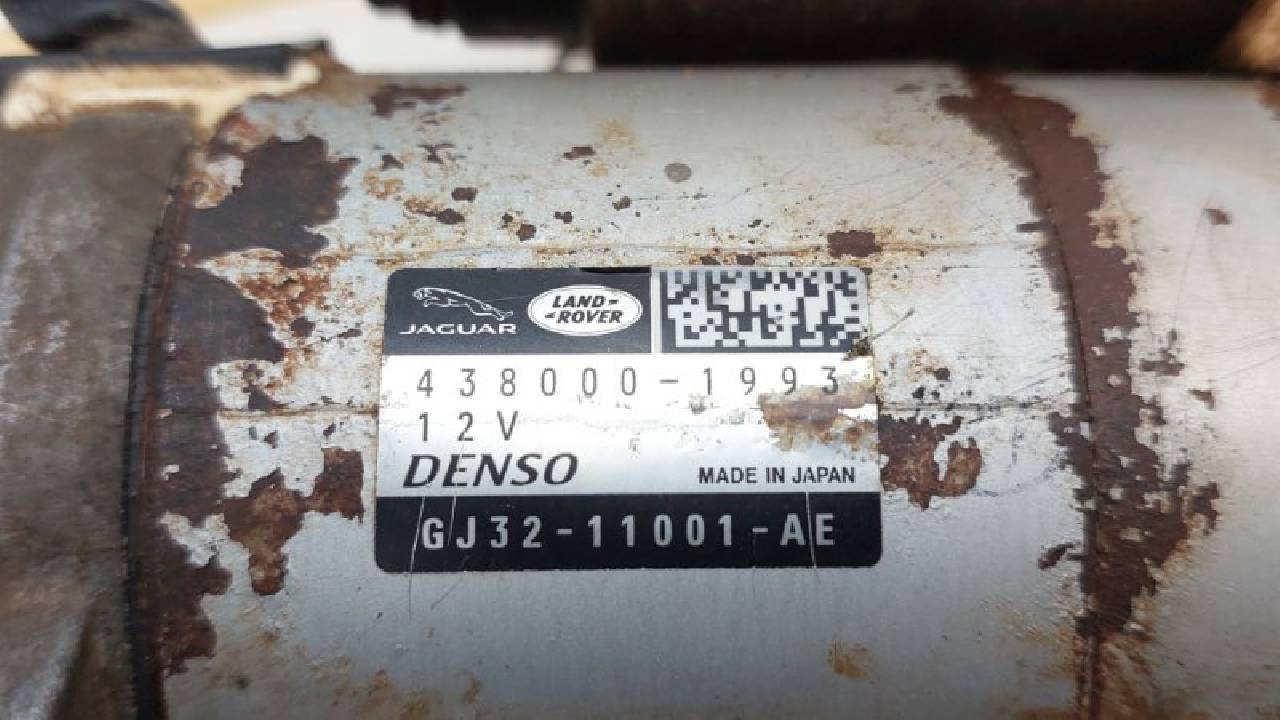 JAGUAR
LAND-
-ROVER
438000-1993
12V
DENSO
MADE IN JAPAN
GJ32-11001-AE